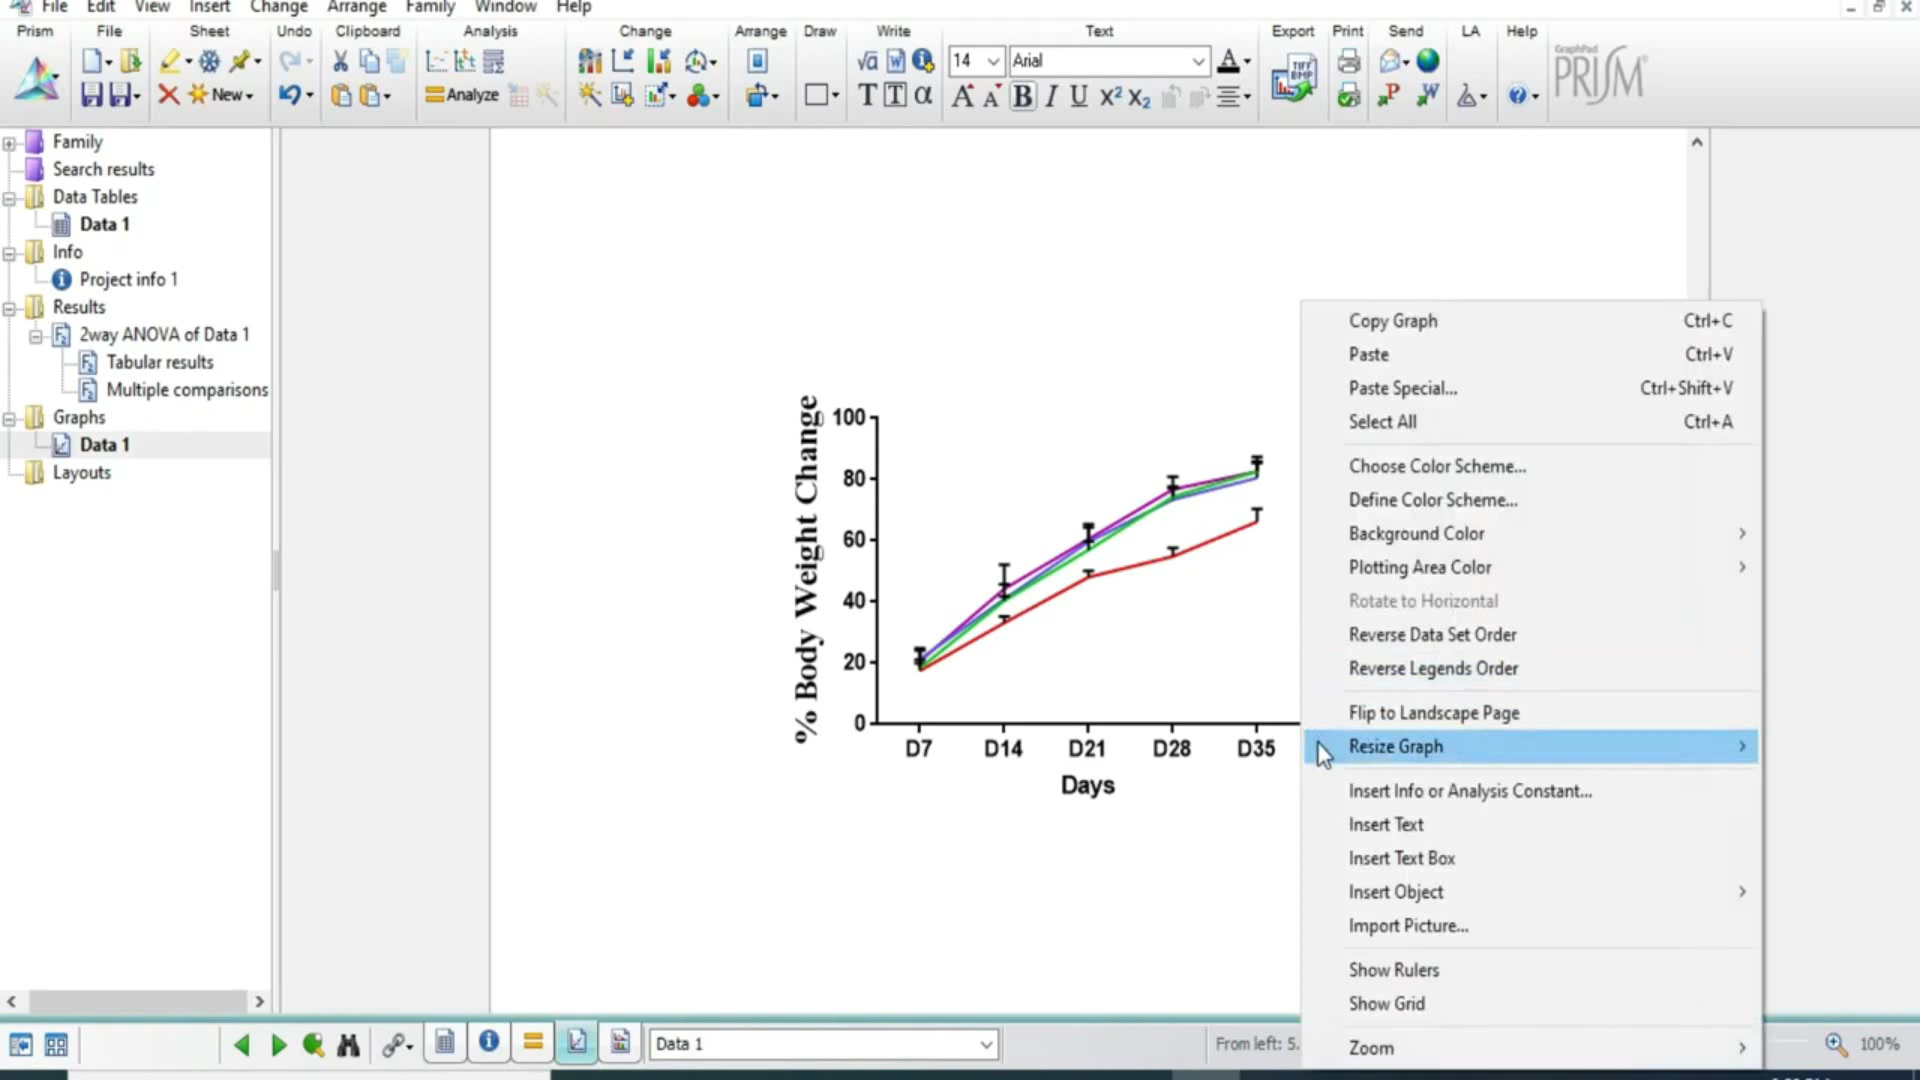 File Edit View Insert Change Arrange Family Window Help
Prism File Sheet Undo Clipboard Analysis Change Arrange Draw Write Text Export Print Send LA Help
14 Arial
GraphPad
PRISM
New
Analyze
TIFF
BMP
Family
Search results
Data Tables
Data 1
Info
Project info 1
Results
2way ANOVA of Data 1
Tabular results
Multiple comparisons
Graphs
Data 1
Layouts
% Body Weight Change
100
80
60
40
20
0
D7 D14 D21 D28 D35
Days
Copy Graph Ctrl+C
Paste Ctrl+V
Paste Special... Ctrl+Shift+V
Select All Ctrl+A
Choose Color Scheme...
Define Color Scheme...
Background Color
Plotting Area Color
Rotate to Horizontal
Reverse Data Set Order
Reverse Legends Order
Flip to Landscape Page
Resize Graph
Insert Info or Analysis Constant...
Insert Text
Insert Text Box
Insert Object
Import Picture...
Show Rulers
Show Grid
Zoom
Data 1
From left: 5.
100%